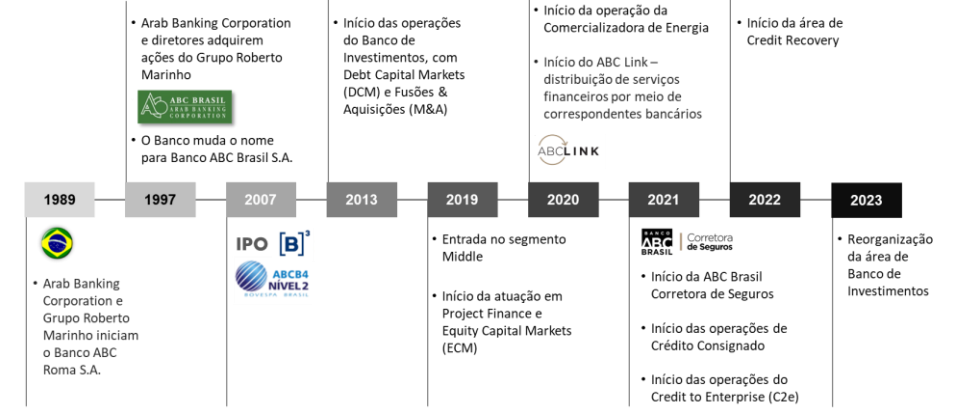 • Arab Banking Corporation
e diretores adquirem
ações do Grupo Roberto
Marinho
ABC BRASIL
ARAB BANKING
CORPORATION
• O Banco muda o nome
para Banco ABC Brasil S.A.
• Início das operações
do Banco de
Investimentos, com
Debt Capital Markets
(DCM) e Fusões &
Aquisições (M&A)
• Início da operação da
Comercializadora de Energia
• Início do ABC Link –
distribuição de serviços
financeiros por meio de
correspondentes bancários
ABC LINK
• Início da área de
Credit Recovery
1989
1997
2007
2013
2019
2020
2021
2022
2023
• Arab Banking
Corporation e
Grupo Roberto
Marinho iniciam
o Banco ABC
Roma S.A.
IPO [B]³
ABCB4
NÍVEL 2
BOVESPA BRASIL
• Entrada no segmento
Middle
• Início da atuação em
Project Finance e
Equity Capital Markets
(ECM)
BANCO
ABC
BRASIL
Corretora
de Seguros
• Início da ABC Brasil
Corretora de Seguros
• Início das operações de
Crédito Consignado
• Início das operações do
Credit to Enterprise (C2e)
• Reorganização
da área de
Banco de
Investimentos